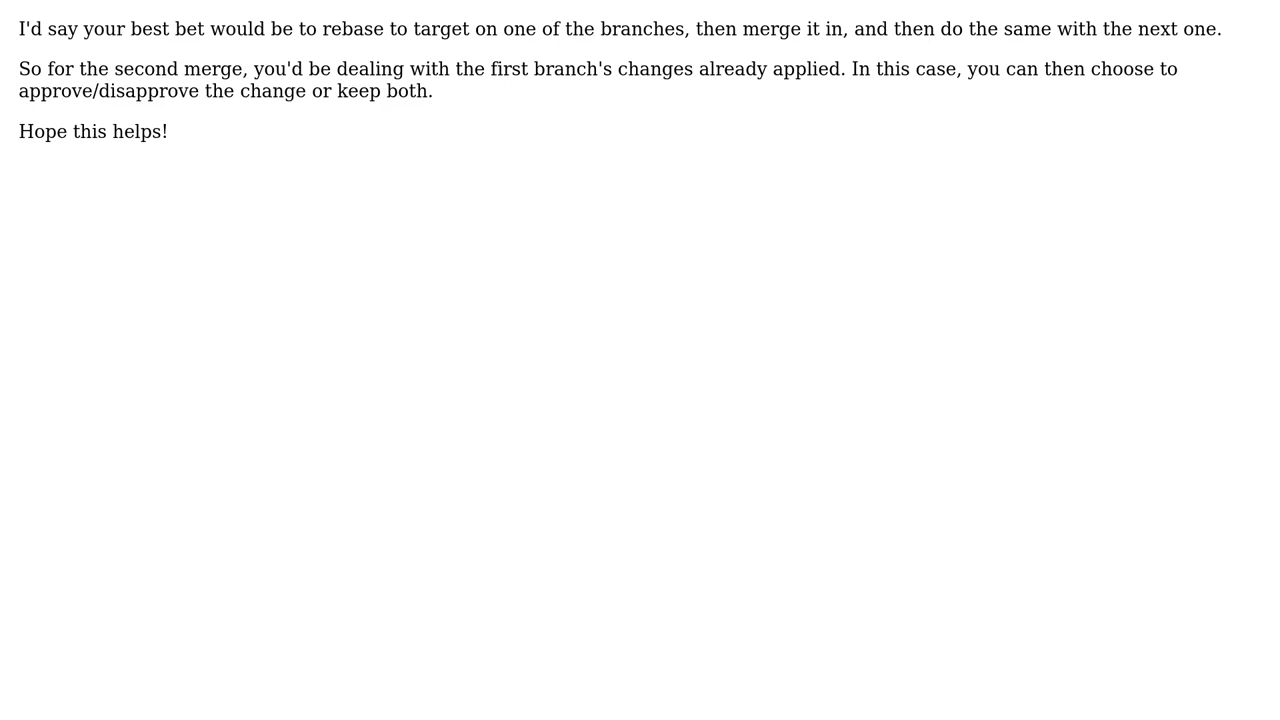 I'd say your best bet would be to rebase to target on one of the branches, then merge it in, and then do the same with the next one.
So for the second merge, you'd be dealing with the first branch's changes already applied. In this case, you can then choose to
approve/disapprove the change or keep both.
Hope this helps!